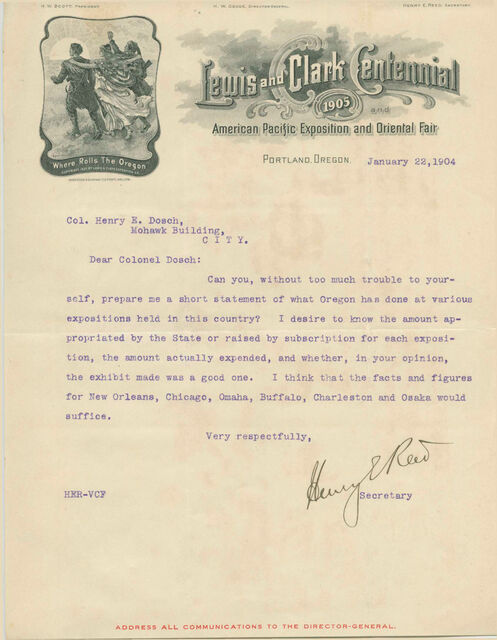 H. W. SCOTT, PRESIDENT
H. W. GOODE, DIRECTOR-GENERAL
HENRY E. REED, SECRETARY
Lewis and Clark Centennial
1905 and
American Pacific Exposition and Oriental Fair
Where Rolls The Oregon
PORTLAND, OREGON. January 22,1904
Col. Henry E. Dosch,
Mohawk Building,
C I T Y.
Dear Colonel Dosch:
Can you, without too much trouble to your-
self, prepare me a short statement of what Oregon has done at various
expositions held in this country? I desire to know the amount ap-
propriated by the State or raised by subscription for each exposi-
tion, the amount actually expended, and whether, in your opinion,
the exhibit made was a good one. I think that the facts and figures
for New Orleans, Chicago, Omaha, Buffalo, Charleston and Osaka would
suffice.
Very respectfully,
Henry E Reed
HER-VCF Secretary
ADDRESS ALL COMMUNICATIONS TO THE DIRECTOR-GENERAL.